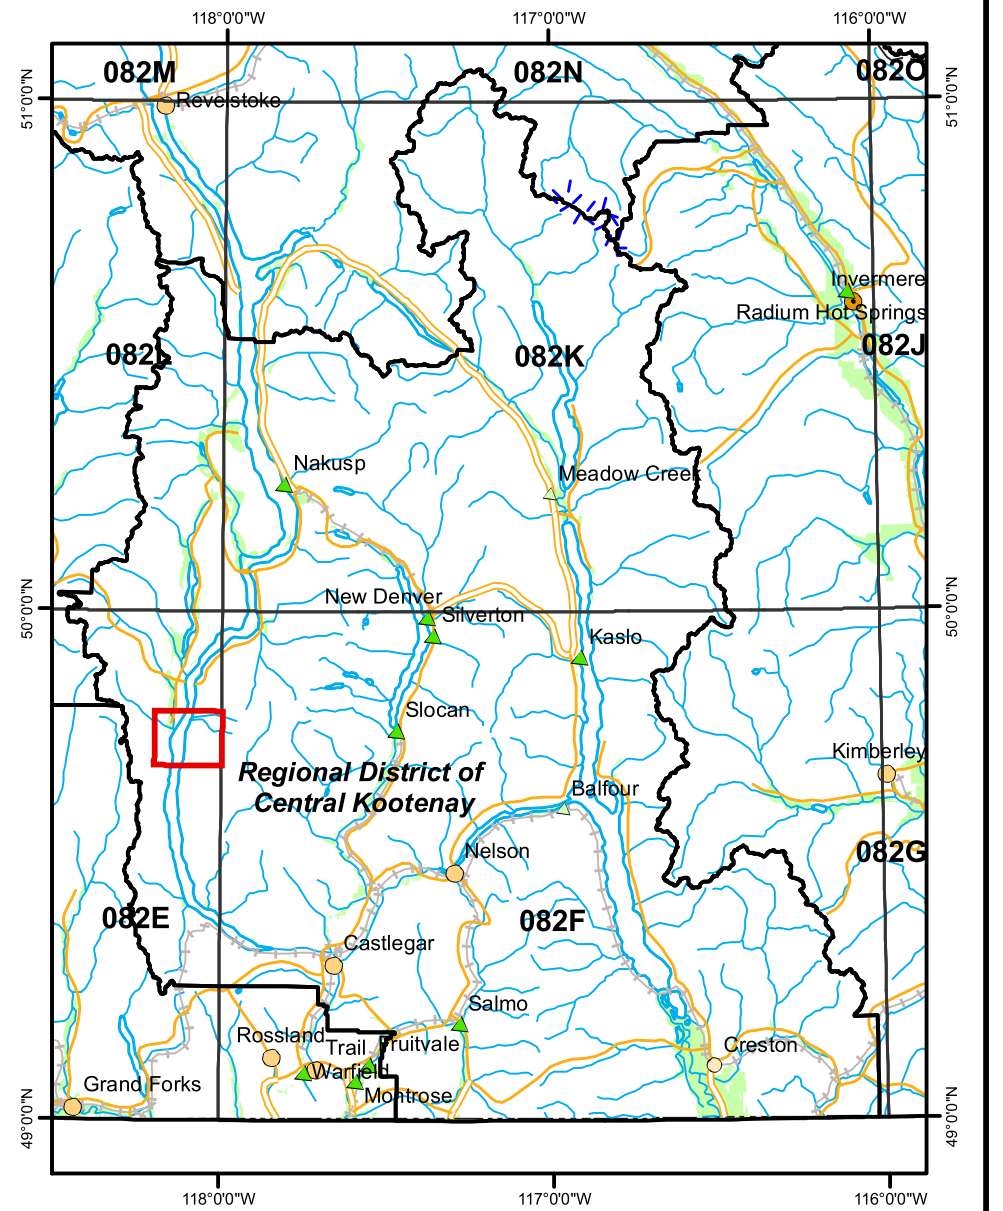 118°0'0"W 117°0'0"W 116°0'0"W
082M 082N 082O
51°0'0"N 51°0'0"N
Revelstoke
Invermere
Radium Hot Springs
082L 082K 082J
Nakusp Meadow Creek
50°0'0"N 50°0'0"N
New Denver
Silverton
Kaslo
Slocan
Kimberley
Regional District of
Central Kootenay
Balfour
Nelson
082G
082E 082F
Castlegar
Salmo
Rossland Trail Fruitvale Creston
Warfield
Grand Forks Montrose
49°0'0"N 49°0'0"N
118°0'0"W 117°0'0"W 116°0'0"W